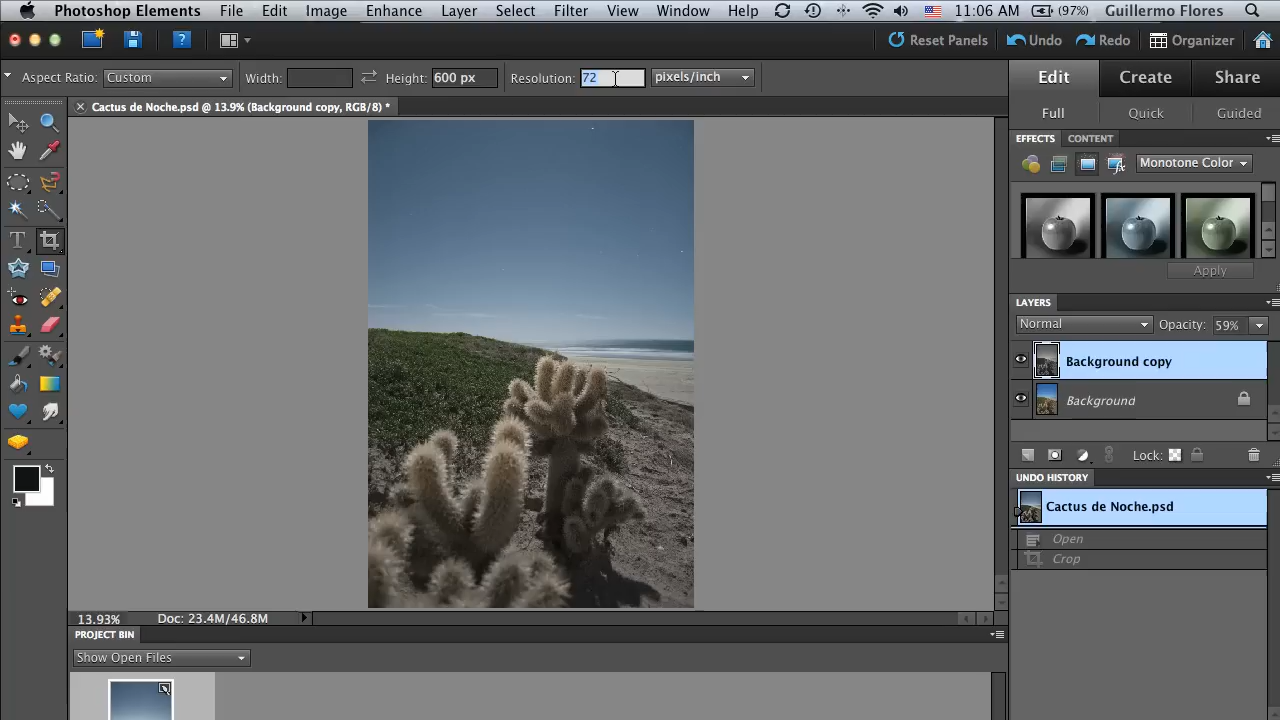 Photoshop Elements File Edit Image Enhance Layer Select Filter View Window Help 11:06 AM (97%) Guillermo Flores
? Reset Panels Undo Redo Organizer
Aspect Ratio: Custom Width: Height: 600 px Resolution: 72 pixels/inch Edit Create Share
Cactus de Noche.psd @ 13.9% (Background copy, RGB/8) * Full Quick Guided
EFFECTS CONTENT
Monotone Color
T
Apply
LAYERS
Normal Opacity: 59%
Background copy
Background
Lock:
UNDO HISTORY
Cactus de Noche.psd
Open
Crop
13.93% Doc: 23.4M/46.8M
PROJECT BIN
Show Open Files